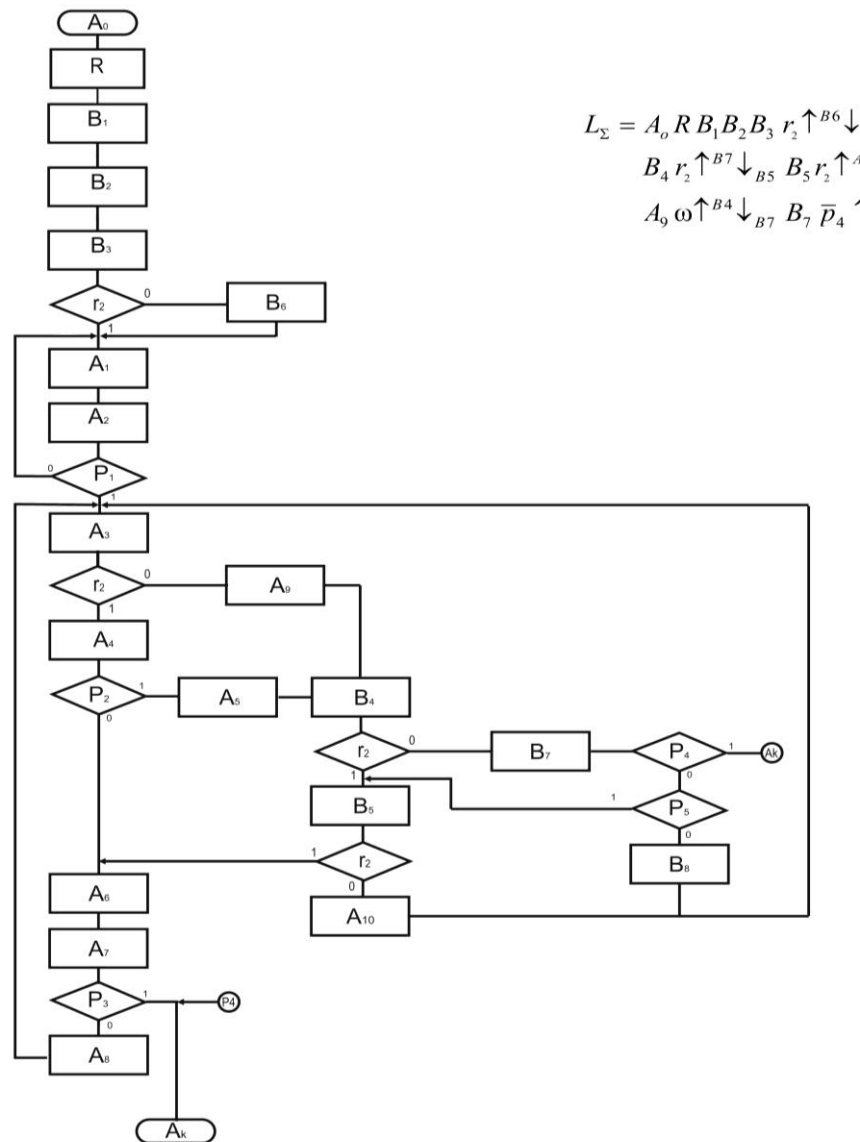 A₀
R
B₁
B₂
B₃
r₂ 0 B₆
1
A₁
A₂
0 P₁
1
A₃
r₂ 0 A₉
1
A₄
P₂ 1 A₅ B₄
0
r₂ 0 B₇ P₄ 1 Ak
1 0
B₅ 1 P₅
0
1 r₂ B₈
0
A₆ A₁₀
A₇
P₃ 1 P4
0
A₈
Aₖ
L_Σ = A_o R B₁B₂B₃ r₂↑^{B6}↓
B₄ r₂↑^{B7}↓_{B5} B₅ r₂↑^A
A₉ ω↑^{B4}↓_{B7} B₇ p̄₄ ↑